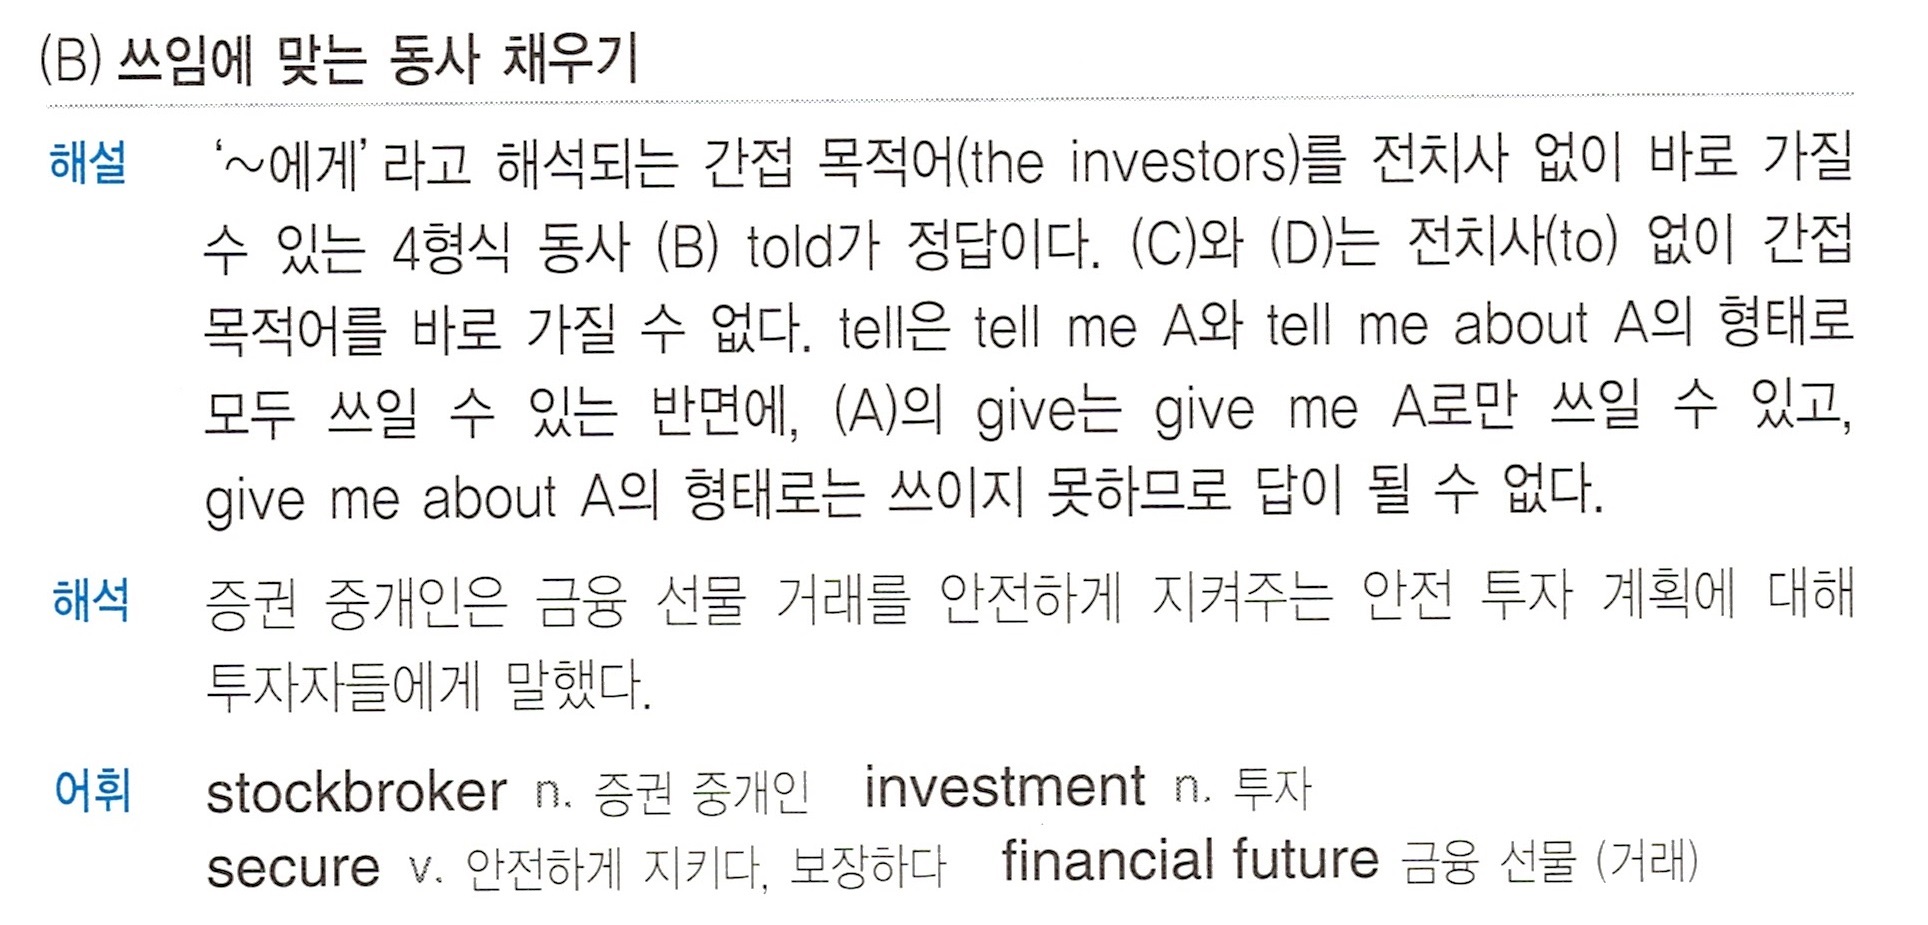 (B) 쓰임에 맞는 동사 채우기
해설 '~에게' 라고 해석되는 간접 목적어(the investors)를 전치사 없이 바로 가질
수 있는 4형식 동사 (B) told가 정답이다. (C)와 (D)는 전치사(to) 없이 간접
목적어를 바로 가질 수 없다. tell은 tell me A와 tell me about A의 형태로
모두 쓰일 수 있는 반면에, (A)의 give는 give me A로만 쓰일 수 있고,
give me about A의 형태로는 쓰이지 못하므로 답이 될 수 없다.
해석 증권 중개인은 금융 선물 거래를 안전하게 지켜주는 안전 투자 계획에 대해
투자자들에게 말했다.
어휘 stockbroker n. 증권 중개인 investment n. 투자
secure v. 안전하게 지키다, 보장하다 financial future 금융 선물 (거래)